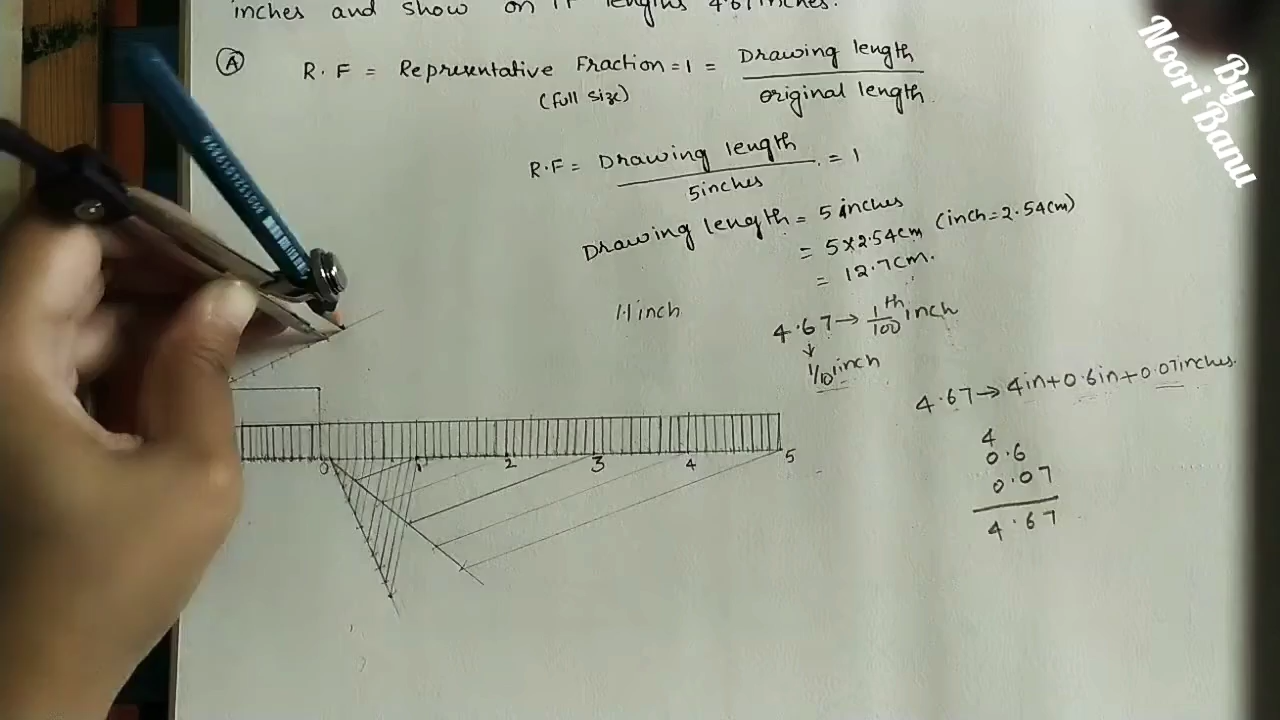 inches and show on it lengths 4.67 inches.
A
R.F = Representative Fraction = 1 = Drawing length
(full size) original length.
R.F = Drawing length = 1
5 inches
Drawing length = 5 inches
= 5×2.54cm (inch = 2.54cm)
= 12.7cm.
1.1 inch
4.67 → 1th inch
100
↓
1/10 inch
4.67 → 4in+0.6in+0.07inches.
4
0.6
0.07
4.67
0 1 2 3 4 5
By
Noori Banu